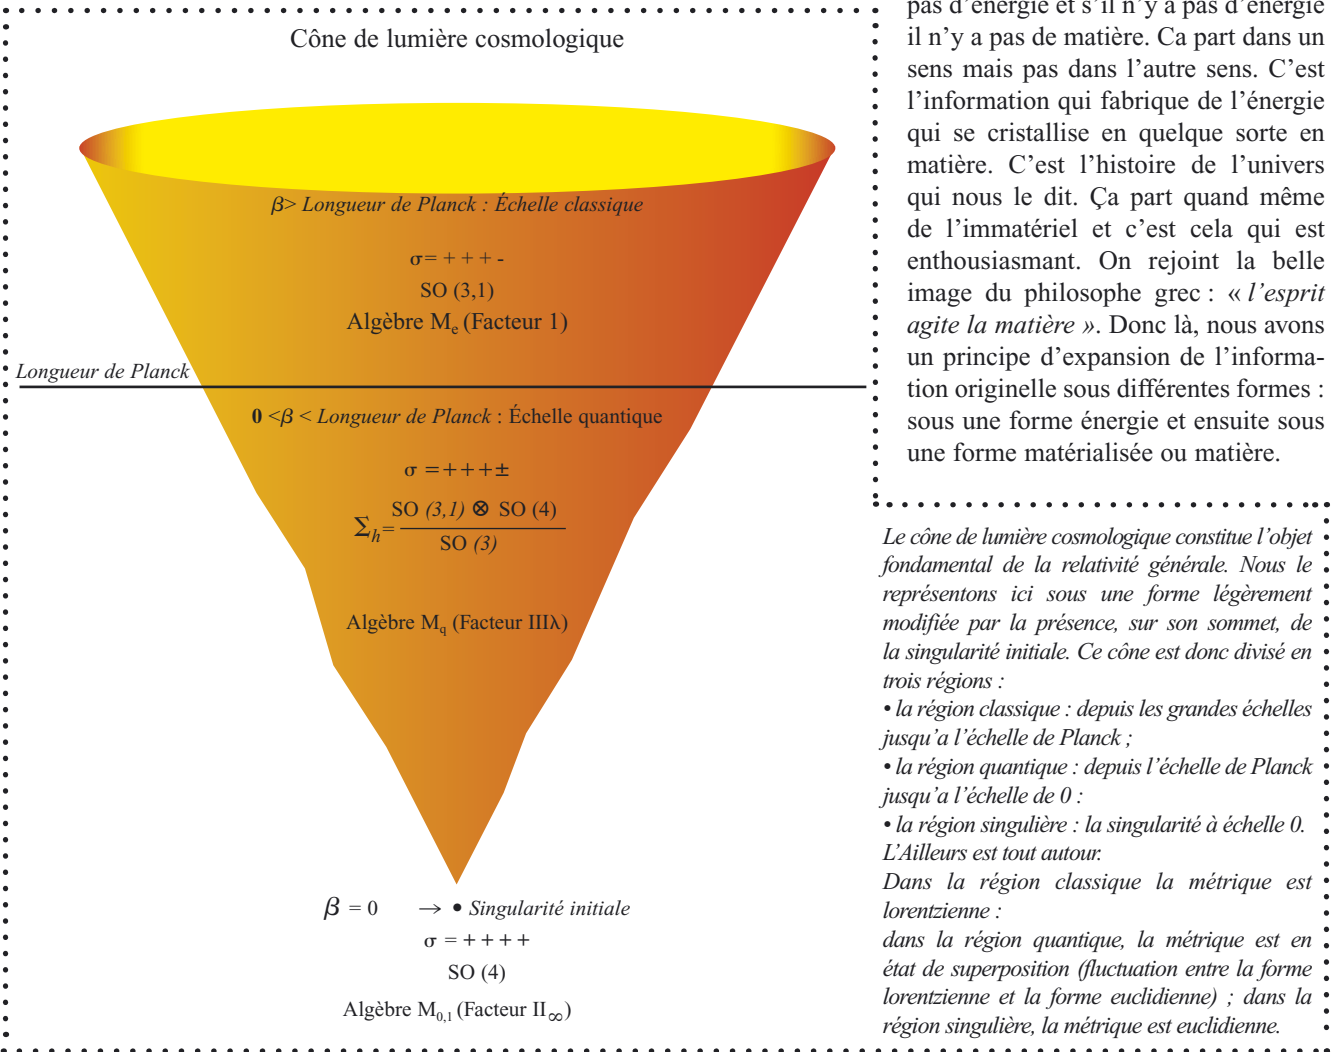 Cône de lumière cosmologique
β> Longueur de Planck : Échelle classique
σ= + + + -
SO (3,1)
Algèbre Mₑ (Facteur 1)
Longueur de Planck
0 <β < Longueur de Planck : Échelle quantique
σ =+++±
Σₕ= SO (3,1) ⊗ SO (4)
SO (3)
Algèbre M_q (Facteur IIIλ)
β = 0 → • Singularité initiale
σ = + + + +
SO (4)
Algèbre M₀,₁ (Facteur II∞)
pas d’énergie et s’il n’y a pas d’énergie
il n’y a pas de matière. Ca part dans un
sens mais pas dans l’autre sens. C’est
l’information qui fabrique de l’énergie
qui se cristallise en quelque sorte en
matière. C’est l’histoire de l’univers
qui nous le dit. Ça part quand même
de l’immatériel et c’est cela qui est
enthousiasmant. On rejoint la belle
image du philosophe grec : « l’esprit
agite la matière ». Donc là, nous avons
un principe d’expansion de l’informa-
tion originelle sous différentes formes :
sous une forme énergie et ensuite sous
une forme matérialisée ou matière.
Le cône de lumière cosmologique constitue l’objet
fondamental de la relativité générale. Nous le
représentons ici sous une forme légèrement
modifiée par la présence, sur son sommet, de
la singularité initiale. Ce cône est donc divisé en
trois régions :
• la région classique : depuis les grandes échelles
jusqu’a l’échelle de Planck ;
• la région quantique : depuis l’échelle de Planck
jusqu’a l’échelle de 0 :
• la région singulière : la singularité à échelle 0.
L’Ailleurs est tout autour.
Dans la région classique la métrique est
lorentzienne :
dans la région quantique, la métrique est en
état de superposition (fluctuation entre la forme
lorentzienne et la forme euclidienne) ; dans la
région singulière, la métrique est euclidienne.